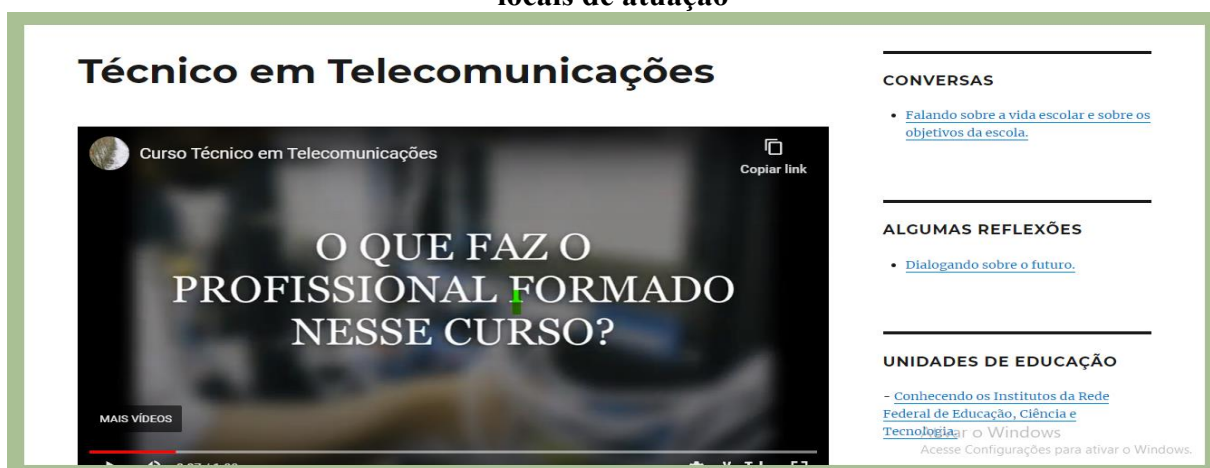 locais de atuação
Técnico em Telecomunicações
Curso Técnico em Telecomunicações
Copiar link
O QUE FAZ O
PROFISSIONAL FORMADO
NESSE CURSO?
MAIS VÍDEOS
CONVERSAS
• Falando sobre a vida escolar e sobre os
objetivos da escola.
ALGUMAS REFLEXÕES
• Dialogando sobre o futuro.
UNIDADES DE EDUCAÇÃO
- Conhecendo os Institutos da Rede
Federal de Educação, Ciência e
Tecnologia.
Ativar o Windows
Acesse Configurações para ativar o Windows.